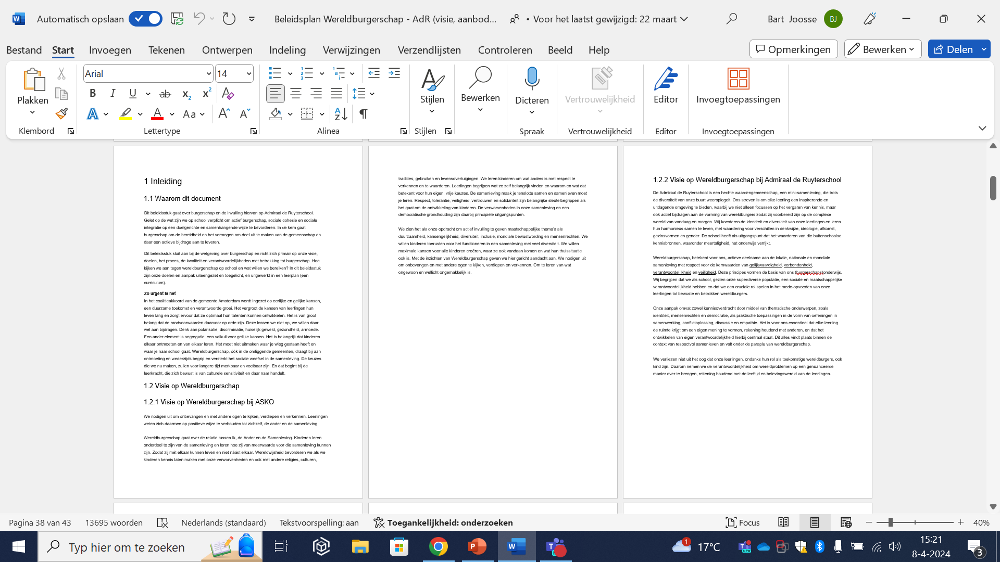 Automatisch opslaan
Beleidsplan Wereldburgerschap - AdR (visie, aanbod...
• Voor het laatst gewijzigd: 22 maart
Bart Joosse
BJ
Bestand
Start
Invoegen
Tekenen
Ontwerpen
Indeling
Verwijzingen
Verzendlijsten
Controleren
Beeld
Help
Opmerkingen
Bewerken
Delen
Plakken
Klembord
Arial
14
Lettertype
Alinea
Stijlen
Stijlen
Bewerken
Dicteren
Spraak
Vertrouwelijkheid
Vertrouwelijkheid
Editor
Editor
Invoegtoepassingen
Invoegtoepassingen
1 Inleiding
1.1 Waarom dit document
Dit beleidsstuk gaat over burgerschap en de invulling hiervan op Admiraal de Ruyterschool.
Gelet op de wet zijn we op school verplicht om actief burgerschap, sociale cohesie en sociale
integratie op een doelgerichte en samenhangende wijze te bevorderen. In de kern gaat
burgerschap om de bereidheid en het vermogen om deel uit te maken van de gemeenschap en
daar een actieve bijdrage aan te leveren.
Dit beleidsstuk sluit aan bij de wetgeving over burgerschap en richt zich primair op onze visie,
doelen, het proces, de kwaliteit en verantwoordelijkheden met betrekking tot burgerschap. Hoe
kijken we aan tegen wereldburgerschap op school en wat willen we bereiken? In dit beleidsstuk
zijn onze doelen en aanpak uiteengezet en toegelicht, en uitgewerkt in een leerplan (een
curriculum).
Zo urgent is het
In het coalitieakkoord van de gemeente Amsterdam wordt ingezet op eerlijke en gelijke kansen,
een duurzame toekomst en verantwoorde groei. Het vergroot de kansen van leerlingen hun
leven lang en zorgt ervoor dat ze optimaal hun talenten kunnen ontwikkelen. Het is van groot
belang dat de randvoorwaarden daarvoor op orde zijn. Deze lossen we niet op, we willen daar
wel aan bijdragen. Denk aan polarisatie, discriminatie, huiselijk geweld, gezondheid, armoede.
Een ander element is segregatie: een valkuil voor gelijke kansen. Het is belangrijk dat kinderen
elkaar ontmoeten en van elkaar leren. Het moet niet uitmaken waar je wieg gestaan heeft en
waar je naar school gaat. Wereldburgerschap, óók in de omliggende gemeenten, draagt bij aan
ontmoeting en wederzijds begrip en versterkt het sociale weefsel in de samenleving. De keuzes
die we nu maken, zullen voor langere tijd merkbaar en voelbaar zijn. En dat begint bij de
leerkracht, die zich bewust is van culturele sensitiviteit en daar naar handelt.
1.2 Visie op Wereldburgerschap
1.2.1 Visie op Wereldburgerschap bij ASKO
We nodigen uit om onbevangen en met andere ogen te kijken, verdiepen en verkennen. Leerlingen
weten zich daarmee op positieve wijze te verhouden tot zichzelf, de ander en de samenleving.
Wereldburgerschap gaat over de relatie tussen Ik, de Ander en de Samenleving. Kinderen leren
onderdeel te zijn van de samenleving en leren hoe zij van meerwaarde voor die samenleving kunnen
zijn. Zodat zij mét elkaar kunnen leven en niet náást elkaar. Wereldwijsheid bevorderen we als we
kinderen kennis laten maken met onze verworvenheden en ook met andere religies, culturen,
tradities, gebruiken en levensovertuigingen. We leren kinderen om wat anders is met respect te
verkennen en te waarderen. Leerlingen begrijpen wat ze zelf belangrijk vinden en waarom en wat dat
betekent voor hun eigen, vrije keuzes. De samenleving maak je tenslotte samen en samenleven moet
je leren. Respect, tolerantie, veiligheid, vertrouwen en solidariteit zijn belangrijke sleutelbegrippen als
het gaat om de ontwikkeling van kinderen. De verworvenheden in onze samenleving en een
democratische grondhouding zijn daarbij principiële uitgangspunten.
We zien het als onze opdracht om actief invulling te geven maatschappelijke thema's als
duurzaamheid, kansengelijkheid, diversiteit, inclusie, mondiale bewustwording en mensenrechten. We
willen kinderen toerusten voor het functioneren in een samenleving met veel diversiteit. We willen
maximale kansen voor alle kinderen creëren, waar ze ook vandaan komen en wat hun thuissituatie
ook is. Met de inzichten van Wereldburgerschap geven we hier gericht aandacht aan. We nodigen uit
om onbevangen en met andere ogen te kijken, verdiepen en verkennen. Om te leren van wat
ongewoon en wellicht ongemakkelijk is.
1.2.2 Visie op Wereldburgerschap bij Admiraal de Ruyterschool
De Admiraal de Ruyterschool is een hechte waardengemeenschap, een mini-samenleving, die trots
de diversiteit van onze buurt weerspiegelt. Ons streven is om elke leerling een inspirerende en
uitdagende omgeving te bieden, waarbij we niet alleen focussen op het vergaren van kennis, maar
ook actief bijdragen aan de vorming van wereldburgers zodat zij voorbereid zijn op de complexe
wereld van vandaag en morgen. Wij koesteren de identiteit en diversiteit van onze leerlingen en leren
hun harmonieus samen te leven, met waardering voor verschillen in denkwijze, ideologie, afkomst,
gezinsvormen en gender. De school heeft als uitgangspunt dat het waarderen van die buitenschoolse
kennisbronnen, waaronder meertaligheid, het onderwijs verrijkt.
Wereldburgerschap, betekent voor ons, actieve deelname aan de lokale, nationale en mondiale
samenleving met respect voor de kernwaarden van gelijkwaardigheid, verbondenheid,
verantwoordelijkheid en veiligheid. Deze principes vormen de basis van ons (burgerschaps)onderwijs.
Wij begrijpen dat we als school, gezien onze superdiverse populatie, een sociale en maatschappelijke
verantwoordelijkheid hebben en dat we een cruciale rol spelen in het mede-opvoeden van onze
leerlingen tot bewuste en betrokken wereldburgers.
Onze aanpak omvat zowel kennisoverdracht door middel van thematische onderwerpen, zoals
identiteit, mensenrechten en democratie, als praktische toepassingen in de vorm van oefeningen in
samenwerking, conflictoplossing, discussie en empathie. Het is voor ons essentieel dat elke leerling
de ruimte krijgt om een eigen mening te vormen, rekening houdend met anderen, en dat het
ontwikkelen van eigen verantwoordelijkheid hierbij centraal staat. Dit alles vindt plaats binnen de
context van respectvol samenleven en valt onder de paraplu van wereldburgerschap.
We verliezen niet uit het oog dat onze leerlingen, ondanks hun rol als toekomstige wereldburgers, ook
kind zijn. Daarom nemen we de verantwoordelijkheid om wereldproblemen op een genuanceerde
manier over te brengen, rekening houdend met de leeftijd en belevingswereld van de leerlingen.
Pagina 38 van 43
13695 woorden
Nederlands (standaard)
Tekstvoorspelling: aan
Toegankelijkheid: onderzoeken
Focus
40%
Typ hier om te zoeken
1
17°C
15:21
8-4-2024
3